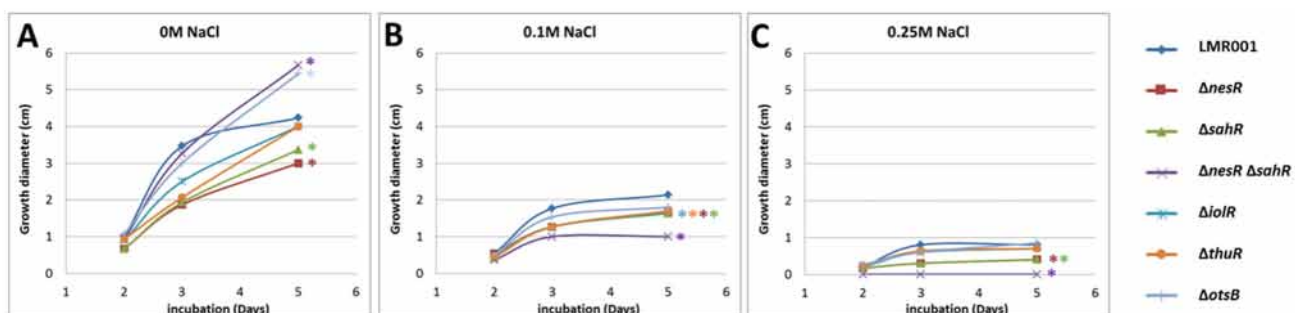 A
0M NaCl
Growth diameter (cm)
6
5
4
3
2
1
0
1 2 3 4 5 6
incubation (Days)
B
0.1M NaCl
Growth diameter (cm)
6
5
4
3
2
1
0
1 2 3 4 5 6
incubation (Days)
C
0.25M NaCl
Growth diameter (cm)
6
5
4
3
2
1
0
1 2 3 4 5 6
incubation (Days)
LMR001
ΔnesR
ΔsahR
ΔnesR ΔsahR
ΔiolR
ΔthuR
ΔotsB